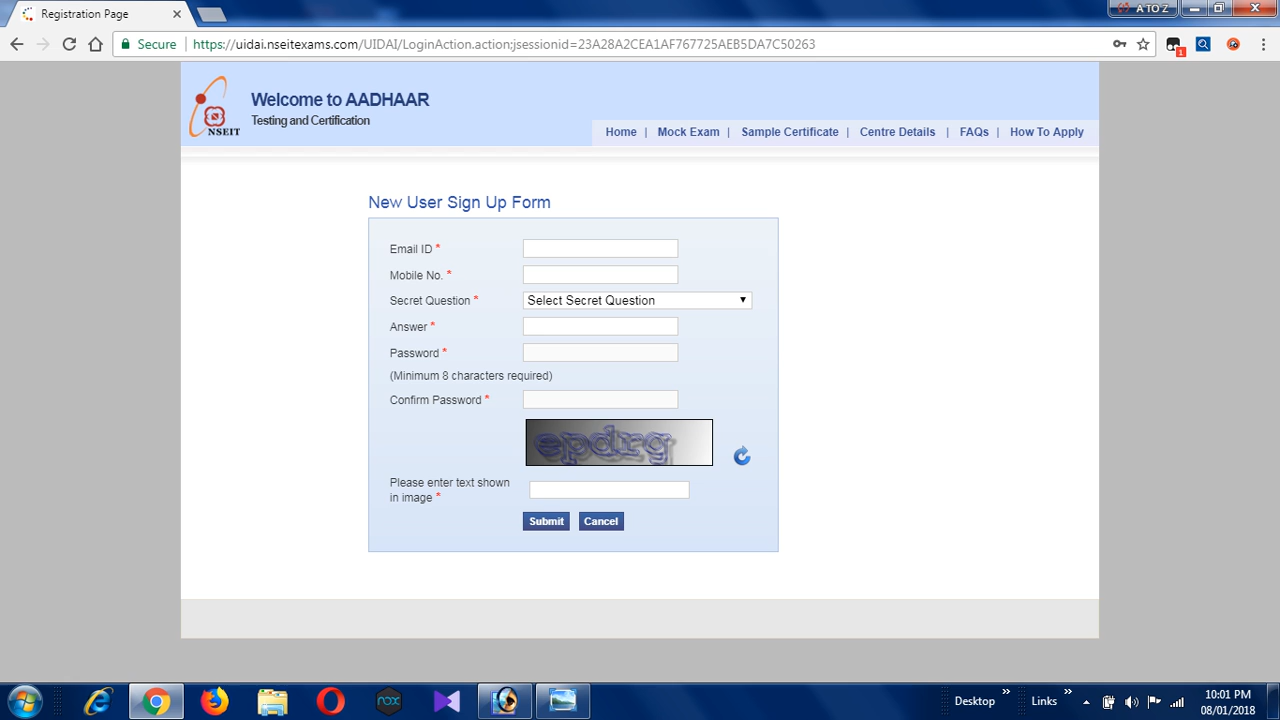 Registration Page
A TO Z
Secure https://uidai.nseitexams.com/UIDAI/LoginAction.action;jsessionid=23A28A2CEA1AF767725AEB5DA7C50263
1
NSEIT
Welcome to AADHAAR
Testing and Certification
Home | Mock Exam | Sample Certificate | Centre Details | FAQs | How To Apply
New User Sign Up Form
Email ID *
Mobile No. *
Secret Question * Select Secret Question
Answer *
Password *
(Minimum 8 characters required)
Confirm Password *
epdrg
Please enter text shown
in image *
Submit Cancel
nox
Desktop » Links »
10:01 PM
08/01/2018